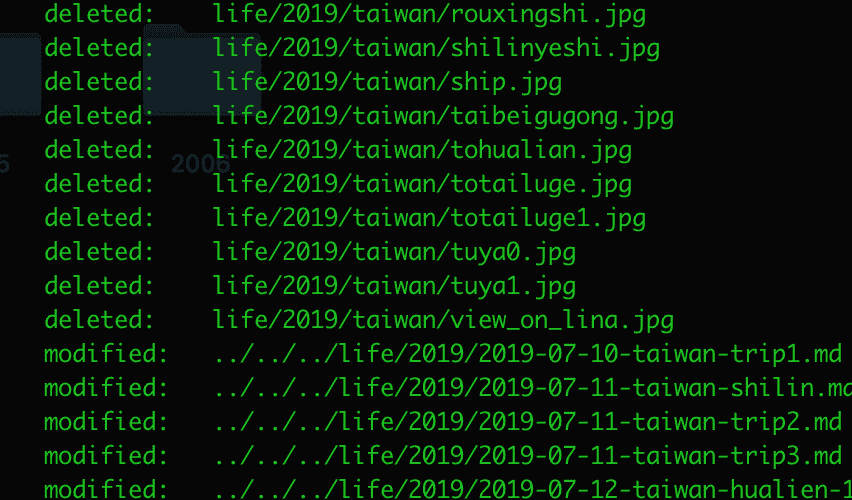 deleted: life/2019/taiwan/rouxingshi.jpg
deleted: life/2019/taiwan/shilinyeshi.jpg
deleted: life/2019/taiwan/ship.jpg
deleted: life/2019/taiwan/taibeigugong.jpg
deleted: life/2019/taiwan/tohualian.jpg
5 2006
deleted: life/2019/taiwan/totailuge.jpg
deleted: life/2019/taiwan/totailuge1.jpg
deleted: life/2019/taiwan/tuya0.jpg
deleted: life/2019/taiwan/tuya1.jpg
deleted: life/2019/taiwan/view_on_lina.jpg
modified: ../../../life/2019/2019-07-10-taiwan-trip1.md
modified: ../../../life/2019/2019-07-11-taiwan-shilin.md
modified: ../../../life/2019/2019-07-11-taiwan-trip2.md
modified: ../../../life/2019/2019-07-11-taiwan-trip3.md
modified: ../../../life/2019/2019-07-12-taiwan-hualien-1